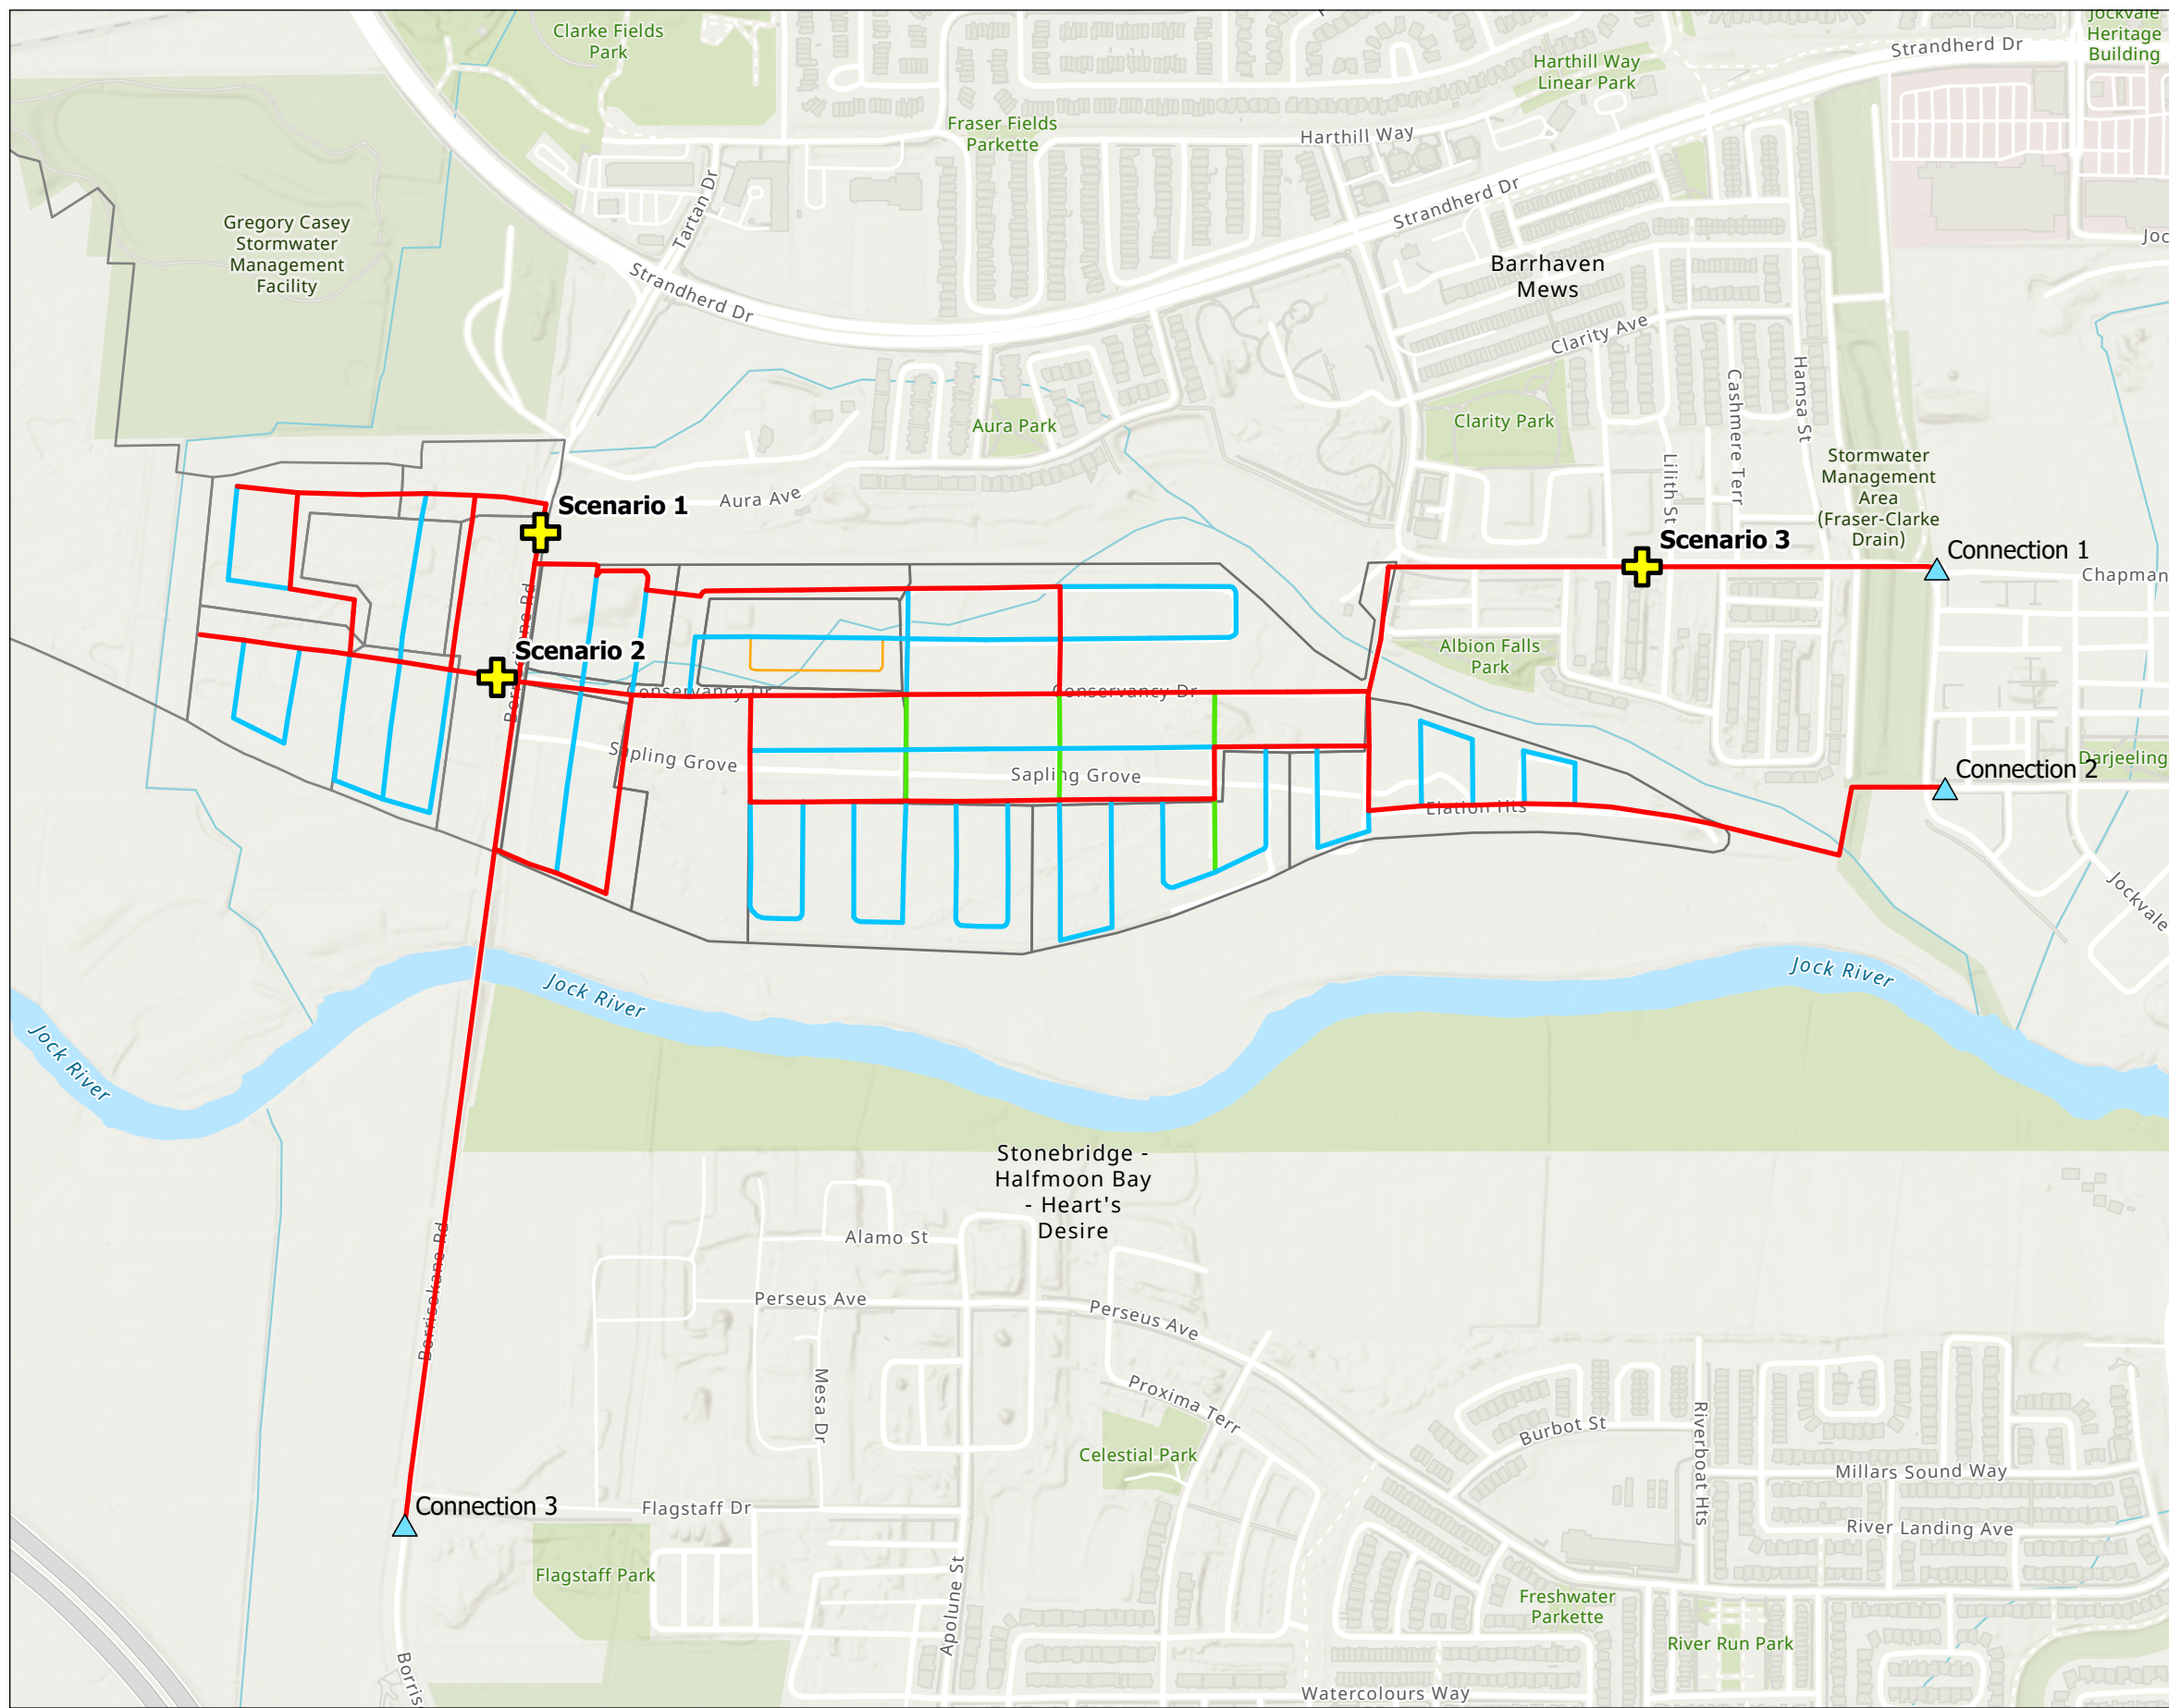 Clarke Fields
Park
Jockvale
Heritage
Building
Strandherd Dr
Harthill Way
Linear Park
Fraser Fields
Parkette
Harthill Way
Tartan Dr
Strandherd Dr
Gregory Casey
Stormwater
Management
Facility
Joc
Barrhaven
Mews
Strandherd Dr
Clarity Ave
Hamsa St
Cashmere Terr
Aura Park
Clarity Park
Lilith St
Stormwater
Management
Area
(Fraser-Clarke
Drain)
Aura Ave
Scenario 1
Scenario 3
Connection 1
Chapman
Scenario 2
Albion Falls
Park
Conservancy Dr
Conservancy Dr
Sapling Grove
Sapling Grove
Darjeeling
Connection 2
Elation Hts
Jockvale
Jock River
Jock River
Jock River
Stonebridge -
Halfmoon Bay
- Heart's
Desire
Alamo St
Borrisokane Rd
Perseus Ave
Perseus Ave
Mesa Dr
Proxima Terr
Burbot St
Riverboat Hts
Celestial Park
Millars Sound Way
Connection 3
Flagstaff Dr
River Landing Ave
Flagstaff Park
Apolune St
Freshwater
Parkette
River Run Park
Borris
Watercolours Way